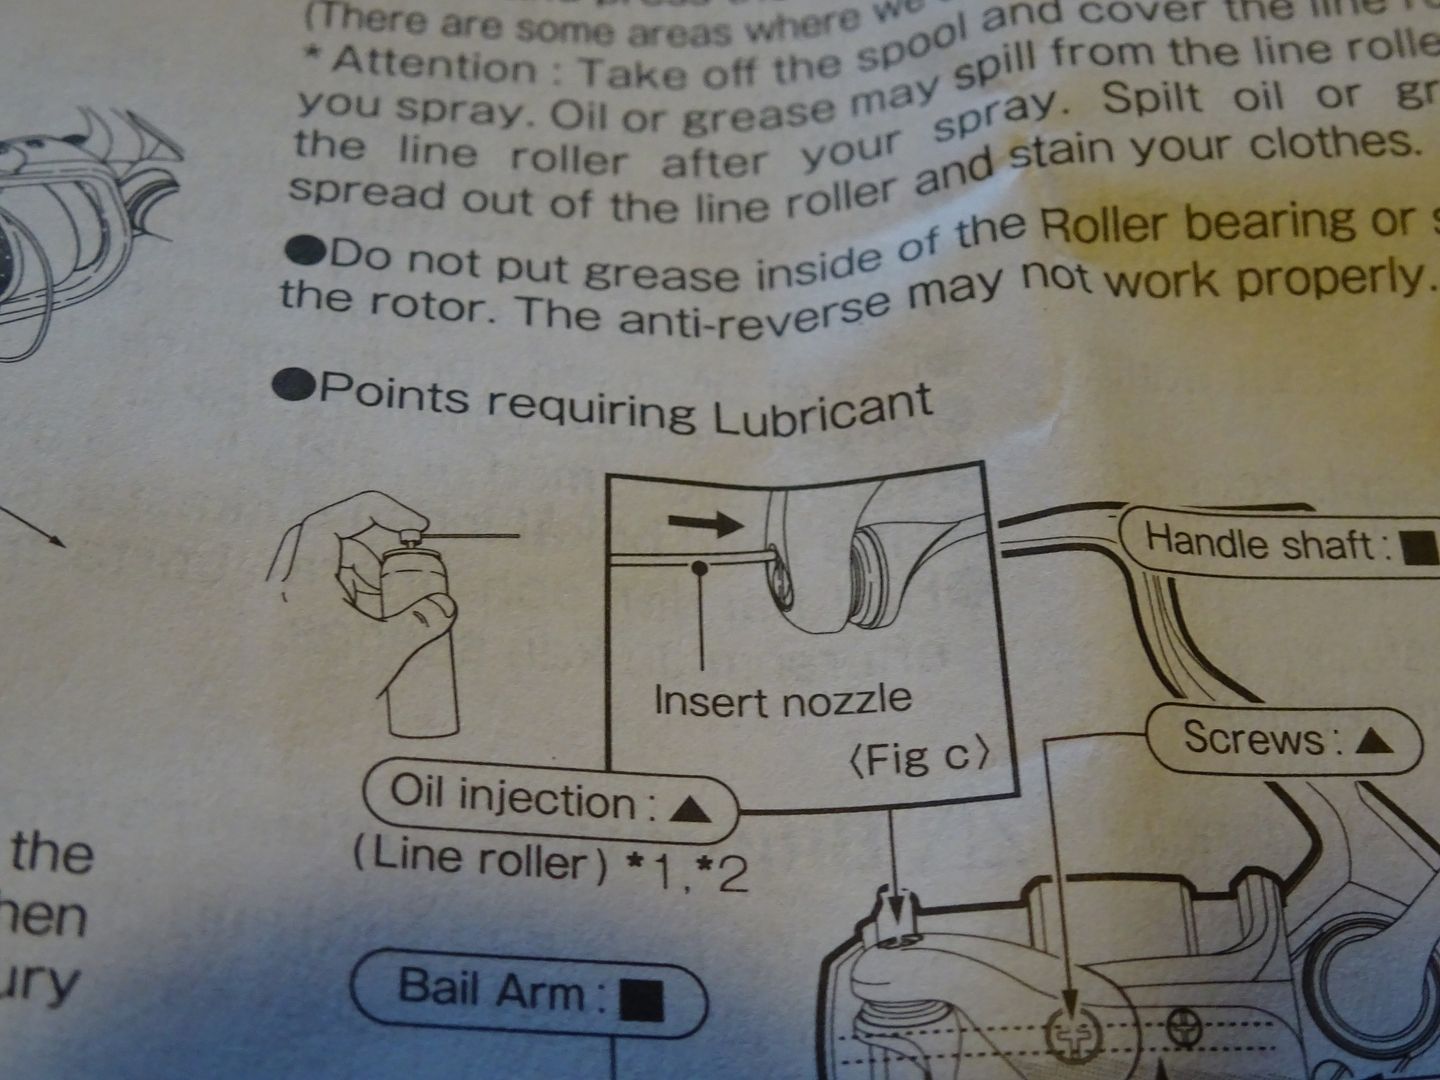 press the
(There are some areas where we
* Attention : Take off the spool and cover the line
you spray. Oil or grease may spill from the line rolle
the line roller after your spray. Spilt oil or gr
spread out of the line roller and stain your clothes.
●Do not put grease inside of the Roller bearing or s
the rotor. The anti-reverse may not work properly.
●Points requiring Lubricant
Handle shaft : ■
Insert nozzle
〈Fig c〉
Screws : ▲
Oil injection : ▲
(Line roller) *1,*2
the
hen
ury
Bail Arm : ■